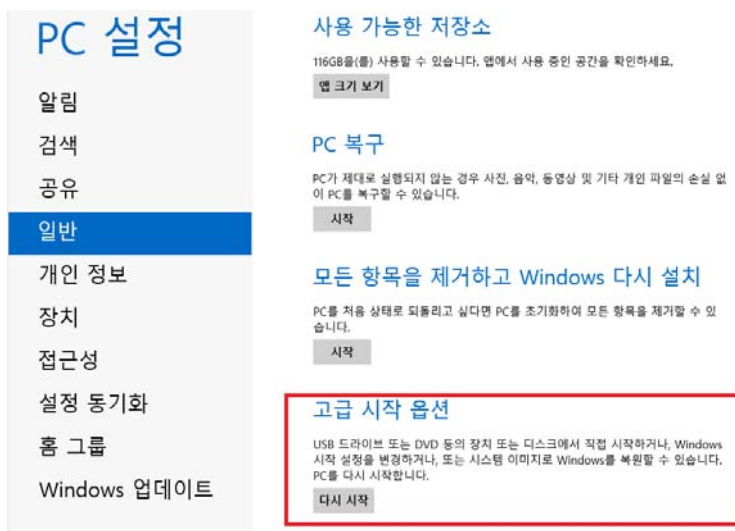 PC 설정
알림
검색
공유
일반
개인 정보
장치
접근성
설정 동기화
홈 그룹
Windows 업데이트
사용 가능한 저장소
116GB을(를) 사용할 수 있습니다. 앱에서 사용 중인 공간을 확인하세요.
앱 크기 보기
PC 복구
PC가 제대로 실행되지 않는 경우 사진, 음악, 동영상 및 기타 개인 파일의 손실 없
이 PC를 복구할 수 있습니다.
시작
모든 항목을 제거하고 Windows 다시 설치
PC를 처음 상태로 되돌리고 싶다면 PC를 초기화하여 모든 항목을 제거할 수 있
습니다.
시작
고급 시작 옵션
USB 드라이브 또는 DVD 등의 장치 또는 디스크에서 직접 시작하거나, Windows
시작 설정을 변경하거나, 또는 시스템 이미지로 Windows를 복원할 수 있습니다.
PC를 다시 시작합니다.
다시 시작